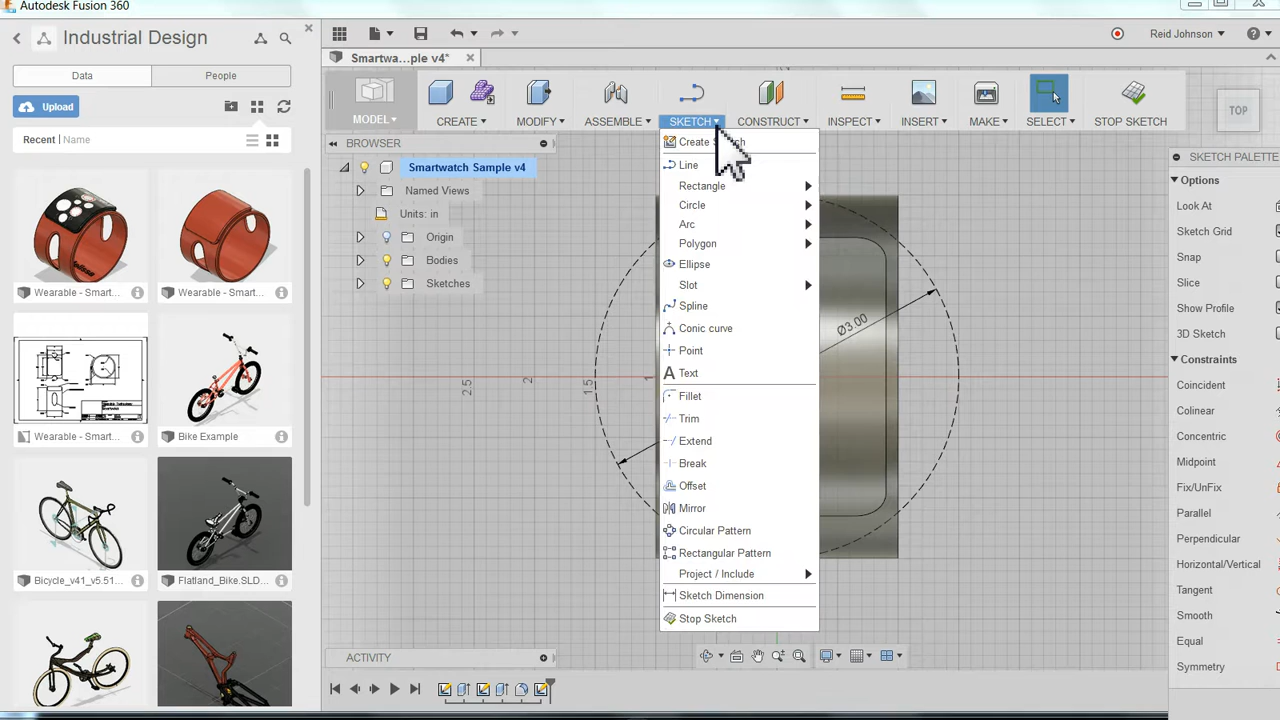 Autodesk Fusion 360
Industrial Design
Data
People
Upload
Recent
Name
Wearable - Smart...
Wearable - Smart...
Wearable - Smart...
Bike Example
Bicycle_v41_v5.51...
Flatland_Bike.SLD...
Smartwa...ple v4*
Reid Johnson
MODEL
CREATE
MODIFY
ASSEMBLE
SKETCH
CONSTRUCT
INSPECT
INSERT
MAKE
SELECT
STOP SKETCH
TOP
BROWSER
Smartwatch Sample v4
Named Views
Units: in
Origin
Bodies
Sketches
Line
Rectangle
Circle
Arc
Polygon
Ellipse
Slot
Spline
Conic curve
Point
Text
Fillet
Trim
Extend
Break
Offset
Mirror
Circular Pattern
Rectangular Pattern
Project / Include
Sketch Dimension
Stop Sketch
Ø3.00
2.5
2
1.5
1
SKETCH PALETTE
Options
Look At
Sketch Grid
Snap
Slice
Show Profile
3D Sketch
Constraints
Coincident
Colinear
Concentric
Midpoint
Fix/UnFix
Parallel
Perpendicular
Horizontal/Vertical
Tangent
Smooth
Equal
Symmetry
ACTIVITY